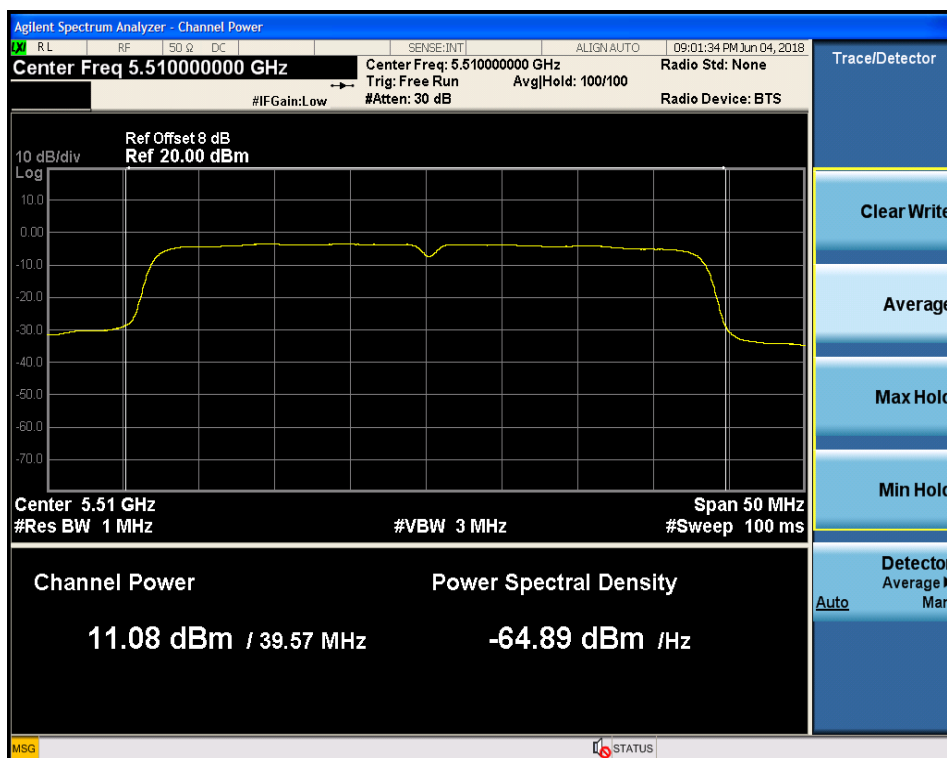 Agilent Spectrum Analyzer - Channel Power
LXI RL RF 50 Ω DC SENSE:INT ALIGN AUTO 09:01:34 PM Jun 04, 2018
Center Freq 5.510000000 GHz
Center Freq: 5.510000000 GHz
Radio Std: None
Trig: Free Run Avg|Hold: 100/100
#IFGain:Low
#Atten: 30 dB
Radio Device: BTS
Trace/Detector
Ref Offset 8 dB
10 dB/div Ref 20.00 dBm
Log
10.0
0.00
-10.0
-20.0
-30.0
-40.0
-50.0
-60.0
-70.0
Center 5.51 GHz Span 50 MHz
#Res BW 1 MHz #VBW 3 MHz #Sweep 100 ms
Clear Write
Average
Max Hold
Min Hold
Detector
Average
Auto Man
Channel Power Power Spectral Density
11.08 dBm / 39.57 MHz -64.89 dBm /Hz
MSG STATUS